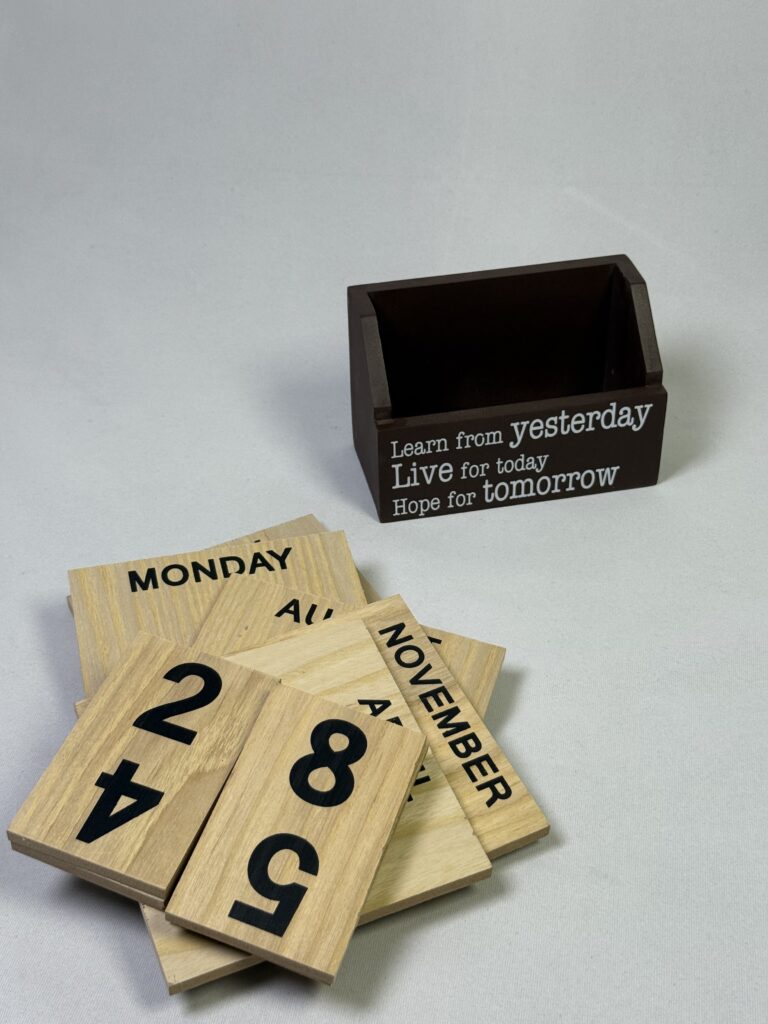 Learn from yesterday
Live for today
Hope for tomorrow
MONDAY
NOVEMBER
2
4
8
5